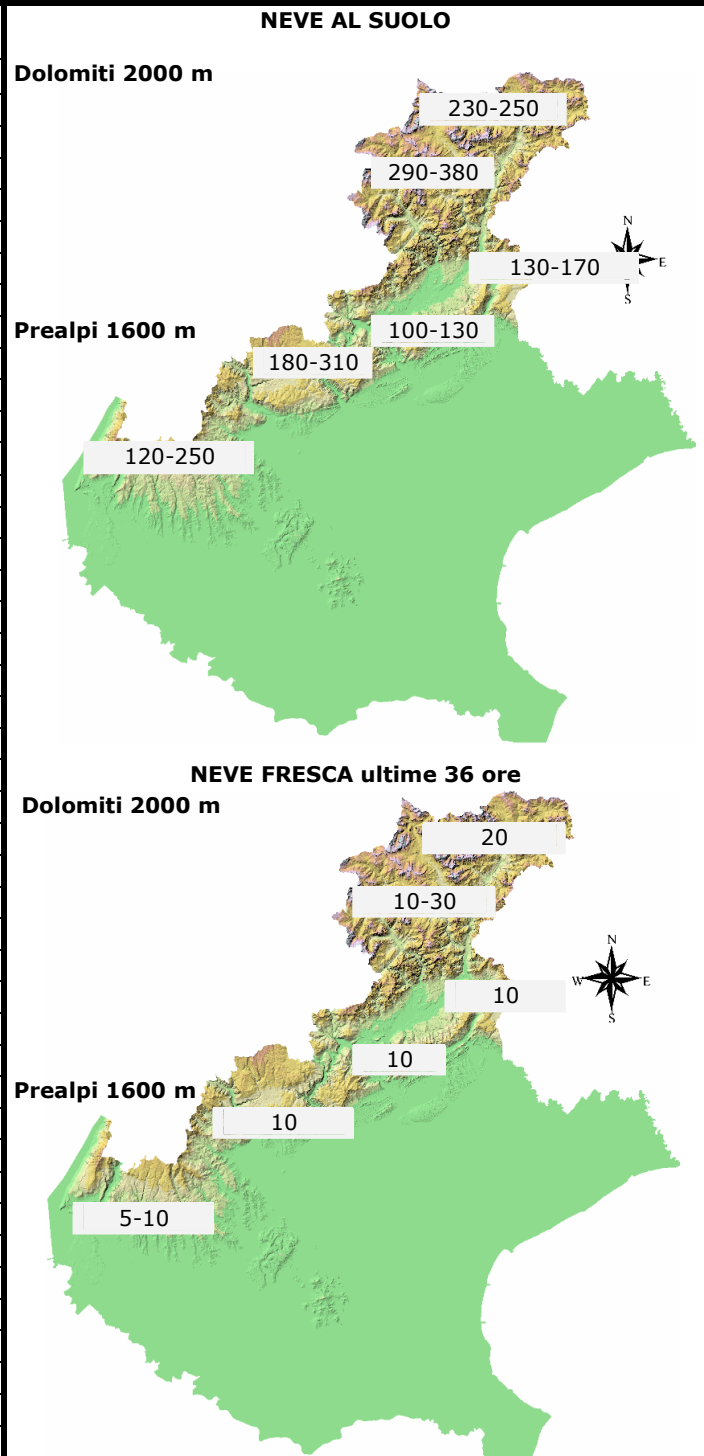 NEVE AL SUOLO
Dolomiti 2000 m
230-250
290-380
N
E
S
130-170
Prealpi 1600 m
100-130
180-310
120-250
NEVE FRESCA ultime 36 ore
Dolomiti 2000 m
20
10-30
N
W E
S
10
10
Prealpi 1600 m
10
5-10